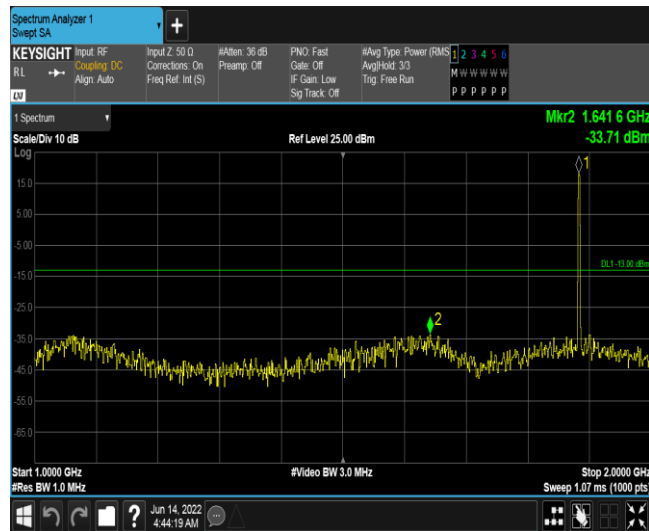 Spectrum Analyzer 1
Swept SA
+
KEYSIGHT
RL
LXI
Input: RF
Coupling: DC
Align: Auto
Input Z: 50 Ω
Corrections: On
Freq Ref: Int (S)
#Atten: 36 dB
Preamp: Off
PNO: Fast
Gate: Off
IF Gain: Low
Sig Track: Off
#Avg Type: Power (RMS
Avg|Hold: 3/3
Trig: Free Run
1 2 3 4 5 6
M W W W W W
P P P P P P
1 Spectrum
Mkr2 1.641 6 GHz
Scale/Div 10 dB
Ref Level 25.00 dBm
-33.71 dBm
Log
1
15.0
5.00
-5.00
DL1 -13.00 dBm
-15.0
-25.0
2
-35.0
-45.0
-55.0
-65.0
Start 1.0000 GHz
#Video BW 3.0 MHz
Stop 2.0000 GHz
#Res BW 1.0 MHz
Sweep 1.07 ms (1000 pts)
?
Jun 14, 2022
4:44:19 AM